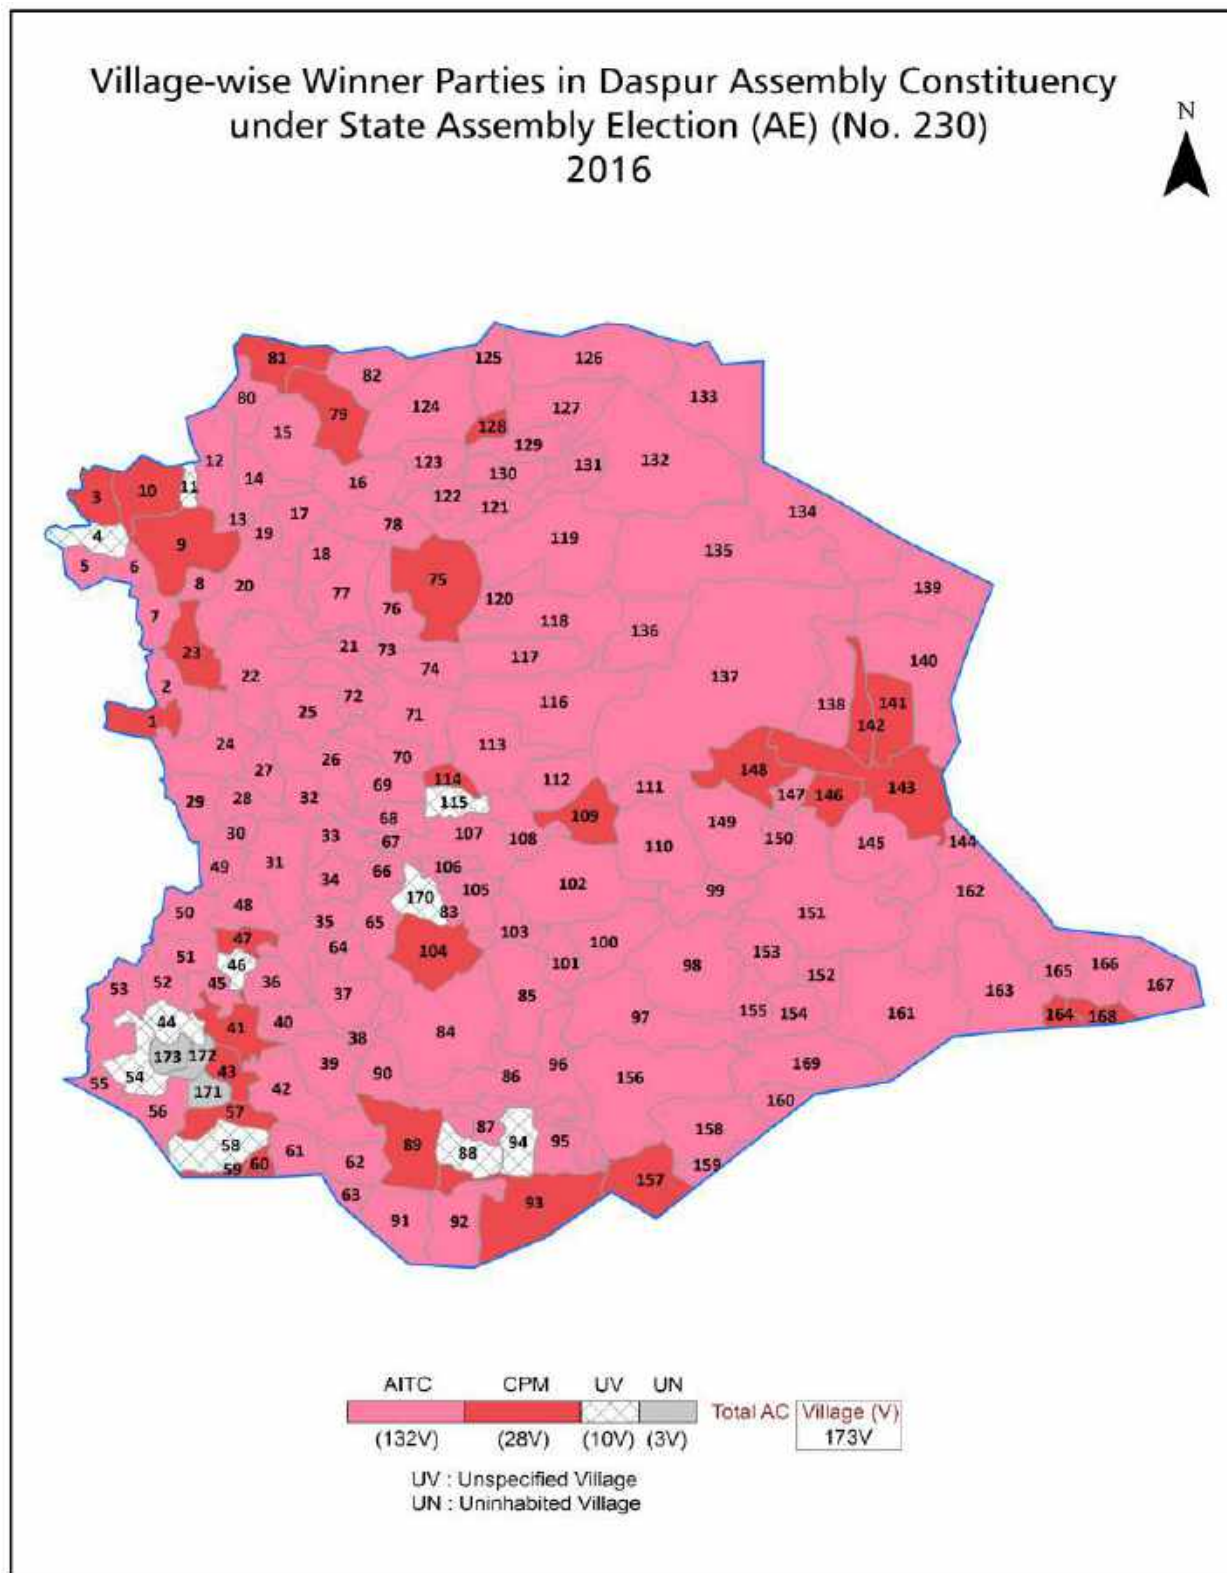 Village-wise Winner Parties in Daspur Assembly Constituency
under State Assembly Election (AE) (No. 230)
2016
N
81 82 125 126
80 79 124 127 133
15 128
12 129
123 130 131 132
14 16
3 10 11 122
17 121
13 78 134
4 19 119
9 18 135
5 6
8 20 77 75
76 120 139
7 118
21 73 136
23 117 140
22 74 137
2
72 116 138 141
25
1 71 142
24 113
26 70
27 114 112 148
69 111 143
29 28 32 115 147 146
68 109
30 33 67 107 108 149
110 150 145 144
49 31 66 106
34 105 102 99 162
170
50 48 83 151
35 65
47 64 104 103 100
51 46 101 98 153
52 45 36 152 165 166
53 37 85 163 167
44 41 40 97 155 154 161 164 168
38 84
173 172
43 39 90 96 169
54 86 156
55 171 42 160
56 57
58 87 158
61 89 88 94 95
59 60 62 159
157
63 93
91 92
AITC CPM UV UN
Total AC Village (V)
(132V) (28V) (10V) (3V) 173V
UV : Unspecified Village
UN : Uninhabited Village